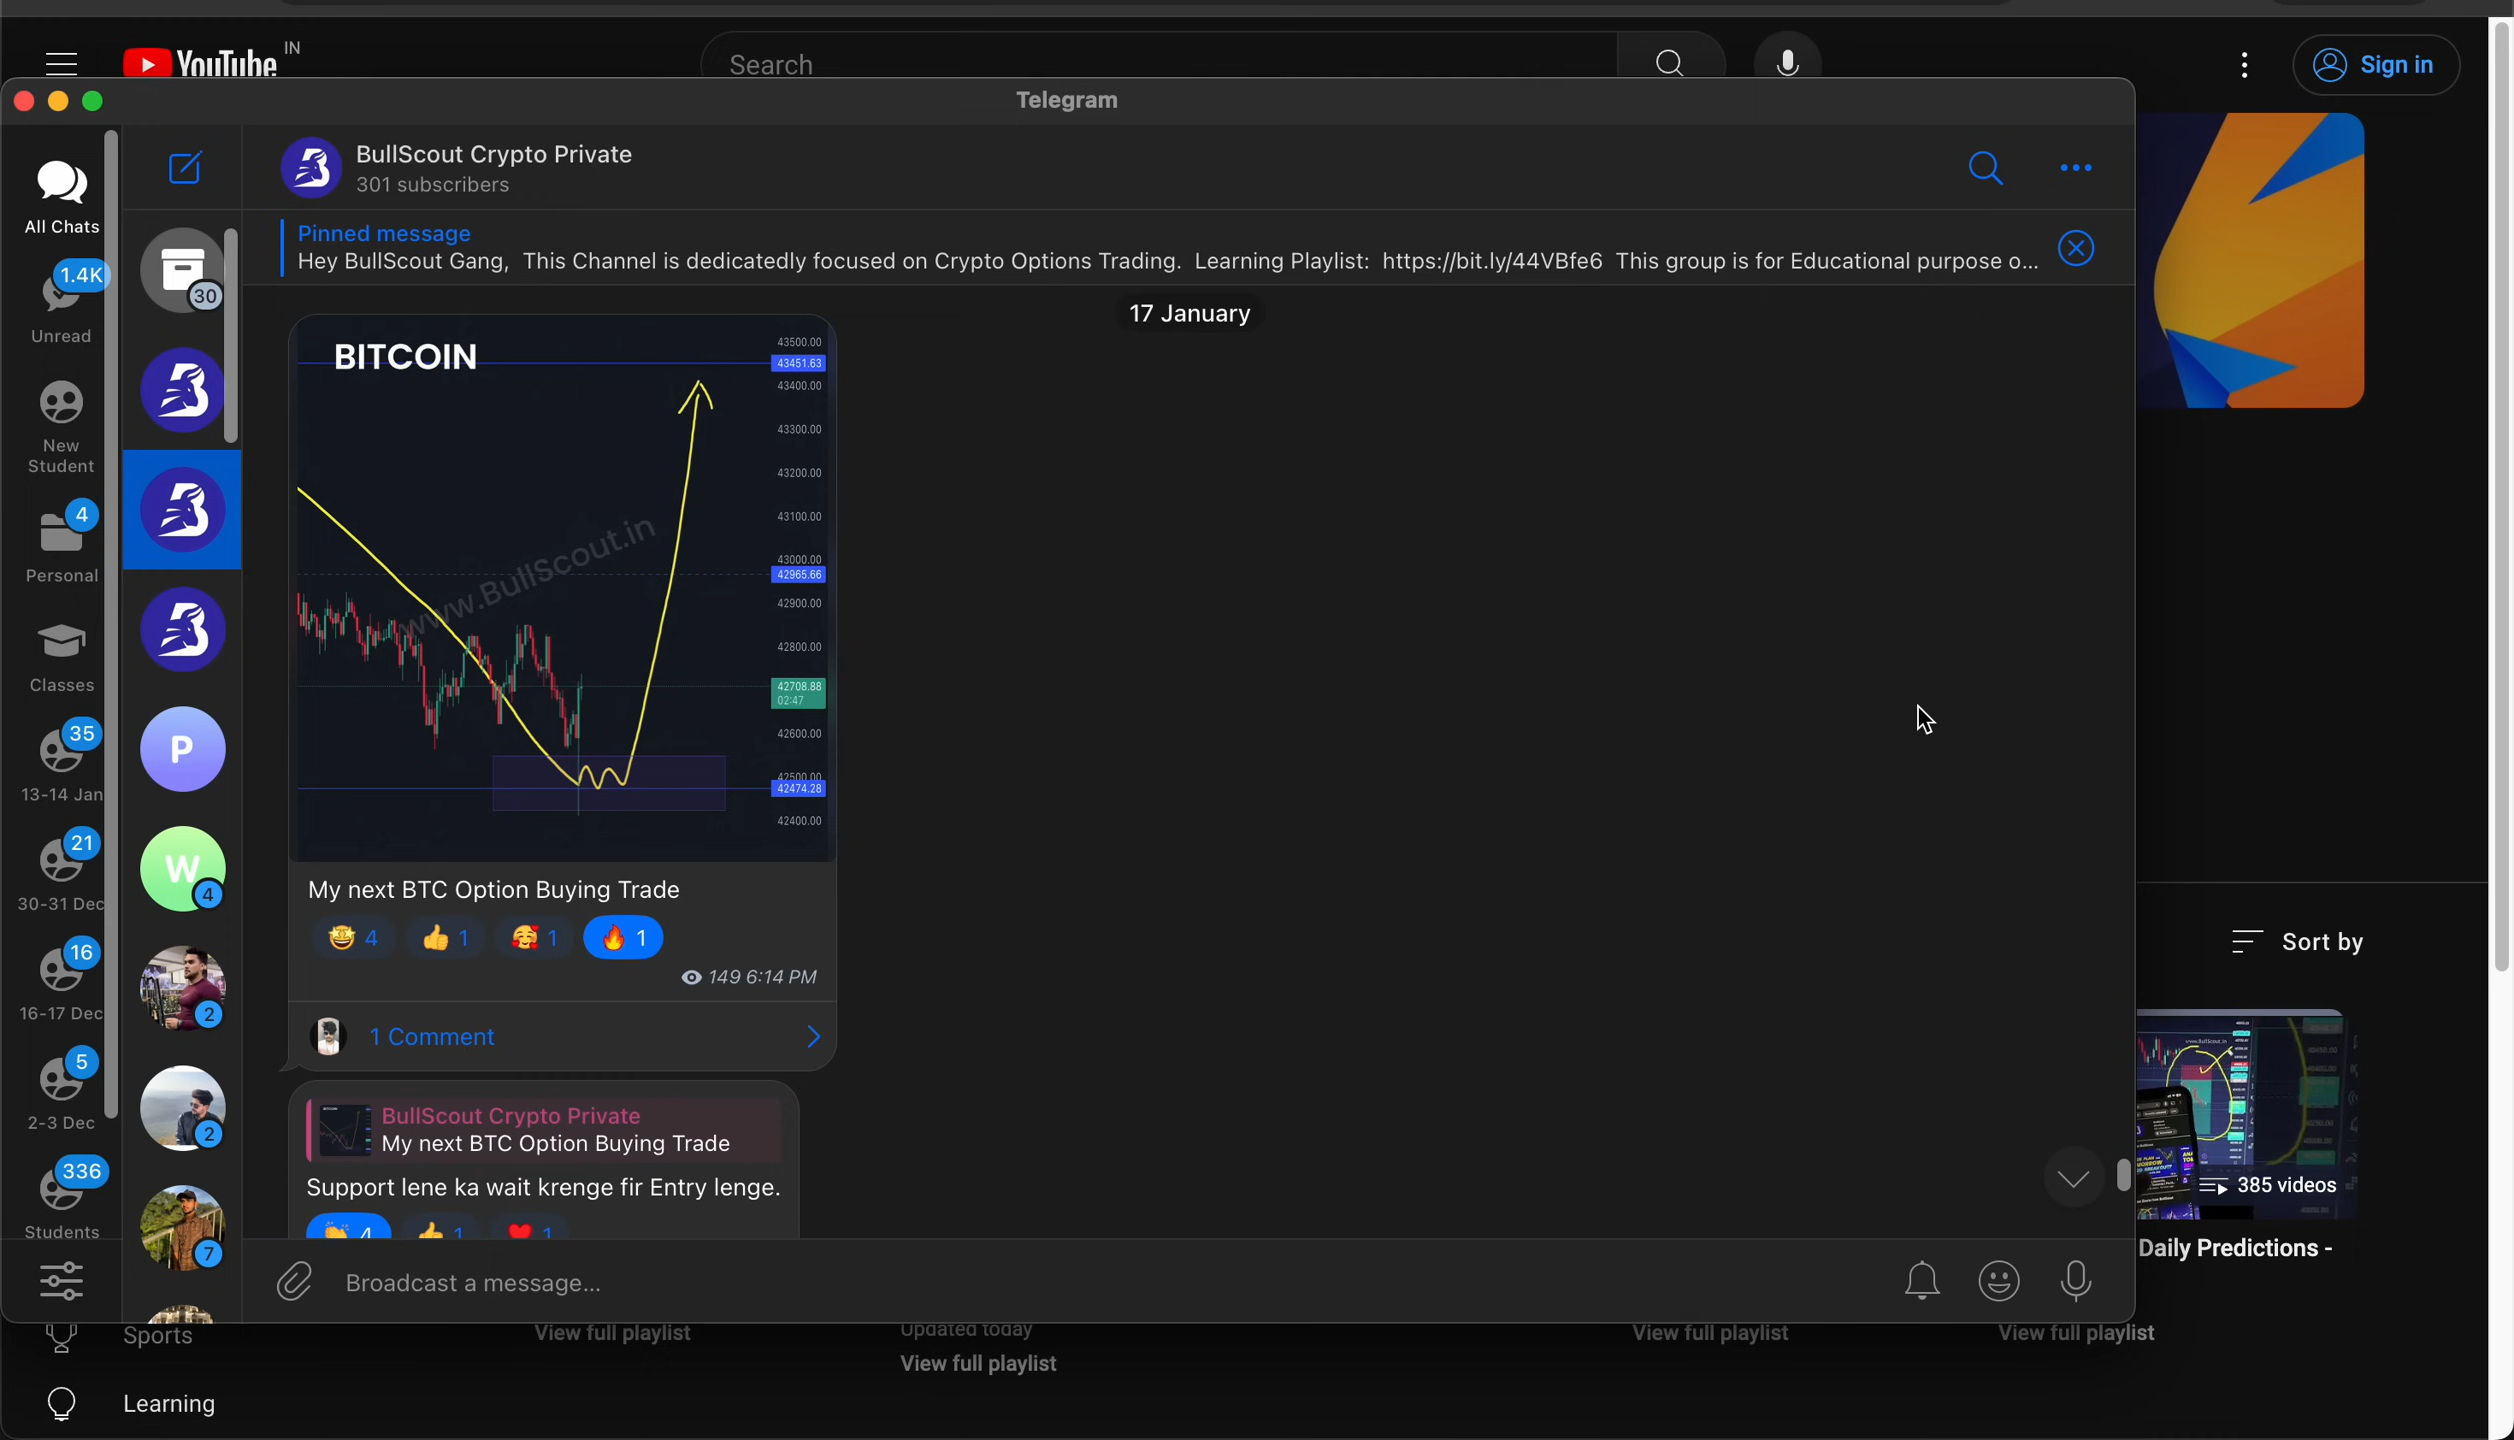 YouTube IN
Search
Sign in
Telegram
All Chats
1.4K
Unread
New
Student
4
Personal
Classes
35
13-14 Jan
21
30-31 Dec
16
16-17 Dec
5
2-3 Dec
336
Students
30
P
W
4
2
2
7
BullScout Crypto Private
301 subscribers
Pinned message
Hey BullScout Gang, This Channel is dedicatedly focused on Crypto Options Trading. Learning Playlist: https://bit.ly/44VBfe6 This group is for Educational purpose o...
17 January
BITCOIN
43500.00
43451.63
43400.00
43300.00
43200.00
43100.00
43000.00
42965.66
42900.00
42800.00
42708.88
02:47
42600.00
42500.00
42474.28
42400.00
www.BullScout.in
My next BTC Option Buying Trade
4 1 1 1
149 6:14 PM
1 Comment
BullScout Crypto Private
My next BTC Option Buying Trade
Support lene ka wait krenge fir Entry lenge.
4 1 1
Broadcast a message...
Sort by
385 videos
Daily Predictions -
Sports
View full playlist
Updated today
View full playlist
View full playlist
View full playlist
Learning